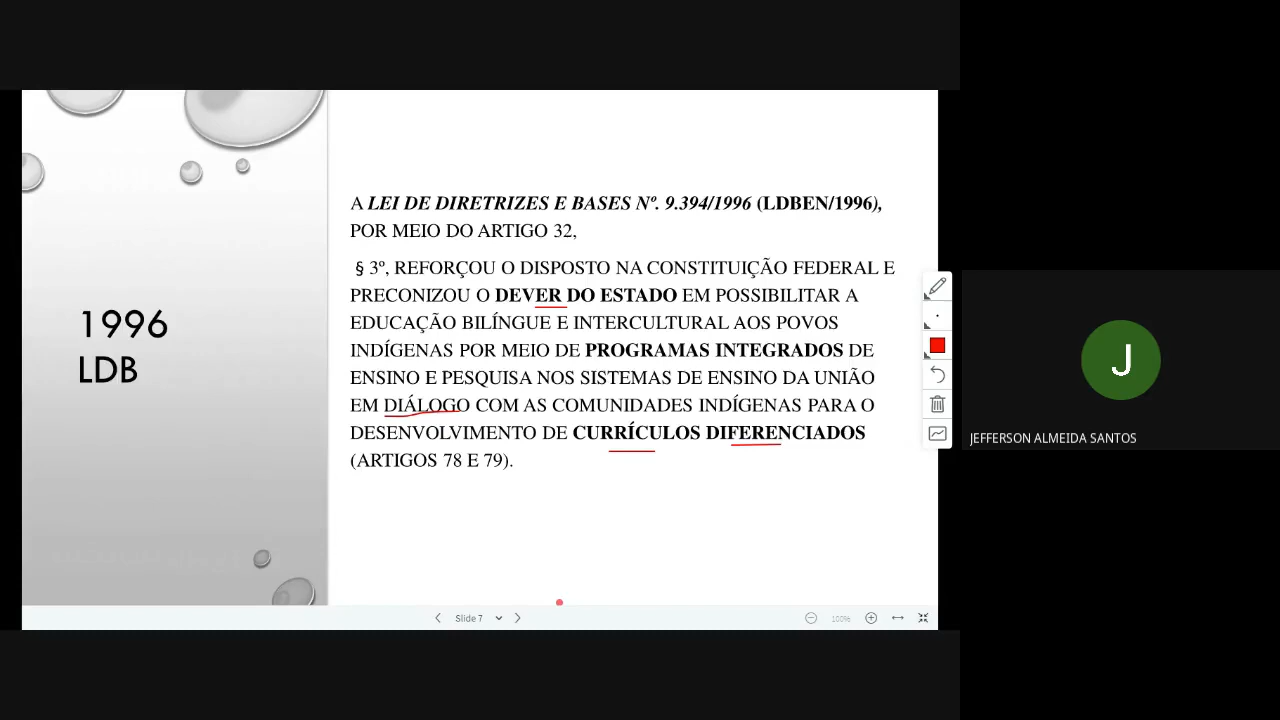 1996
LDB
A LEI DE DIRETRIZES E BASES Nº. 9.394/1996 (LDBEN/1996),
POR MEIO DO ARTIGO 32,
§ 3º, REFORÇOU O DISPOSTO NA CONSTITUIÇÃO FEDERAL E
PRECONIZOU O DEVER DO ESTADO EM POSSIBILITAR A
EDUCAÇÃO BILÍNGUE E INTERCULTURAL AOS POVOS
INDÍGENAS POR MEIO DE PROGRAMAS INTEGRADOS DE
ENSINO E PESQUISA NOS SISTEMAS DE ENSINO DA UNIÃO
EM DIÁLOGO COM AS COMUNIDADES INDÍGENAS PARA O
DESENVOLVIMENTO DE CURRÍCULOS DIFERENCIADOS
(ARTIGOS 78 E 79).
Slide 7
100%
J
JEFFERSON ALMEIDA SANTOS